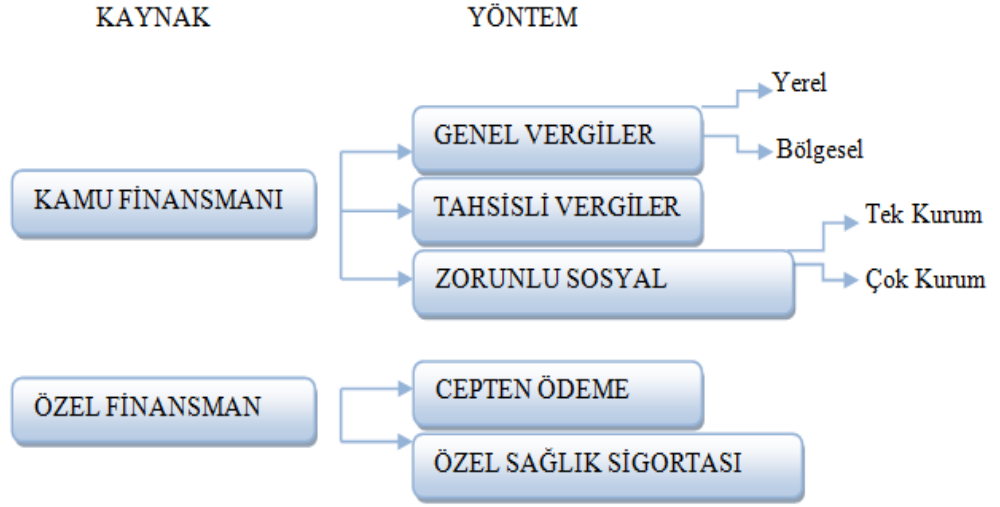 KAYNAK YÖNTEM
Yerel
GENEL VERGİLER
Bölgesel
KAMU FİNANSMANI
TAHSİSLİ VERGİLER
Tek Kurum
ZORUNLU SOSYAL
Çok Kurum
CEPTEN ÖDEME
ÖZEL FİNANSMAN
ÖZEL SAĞLIK SİGORTASI